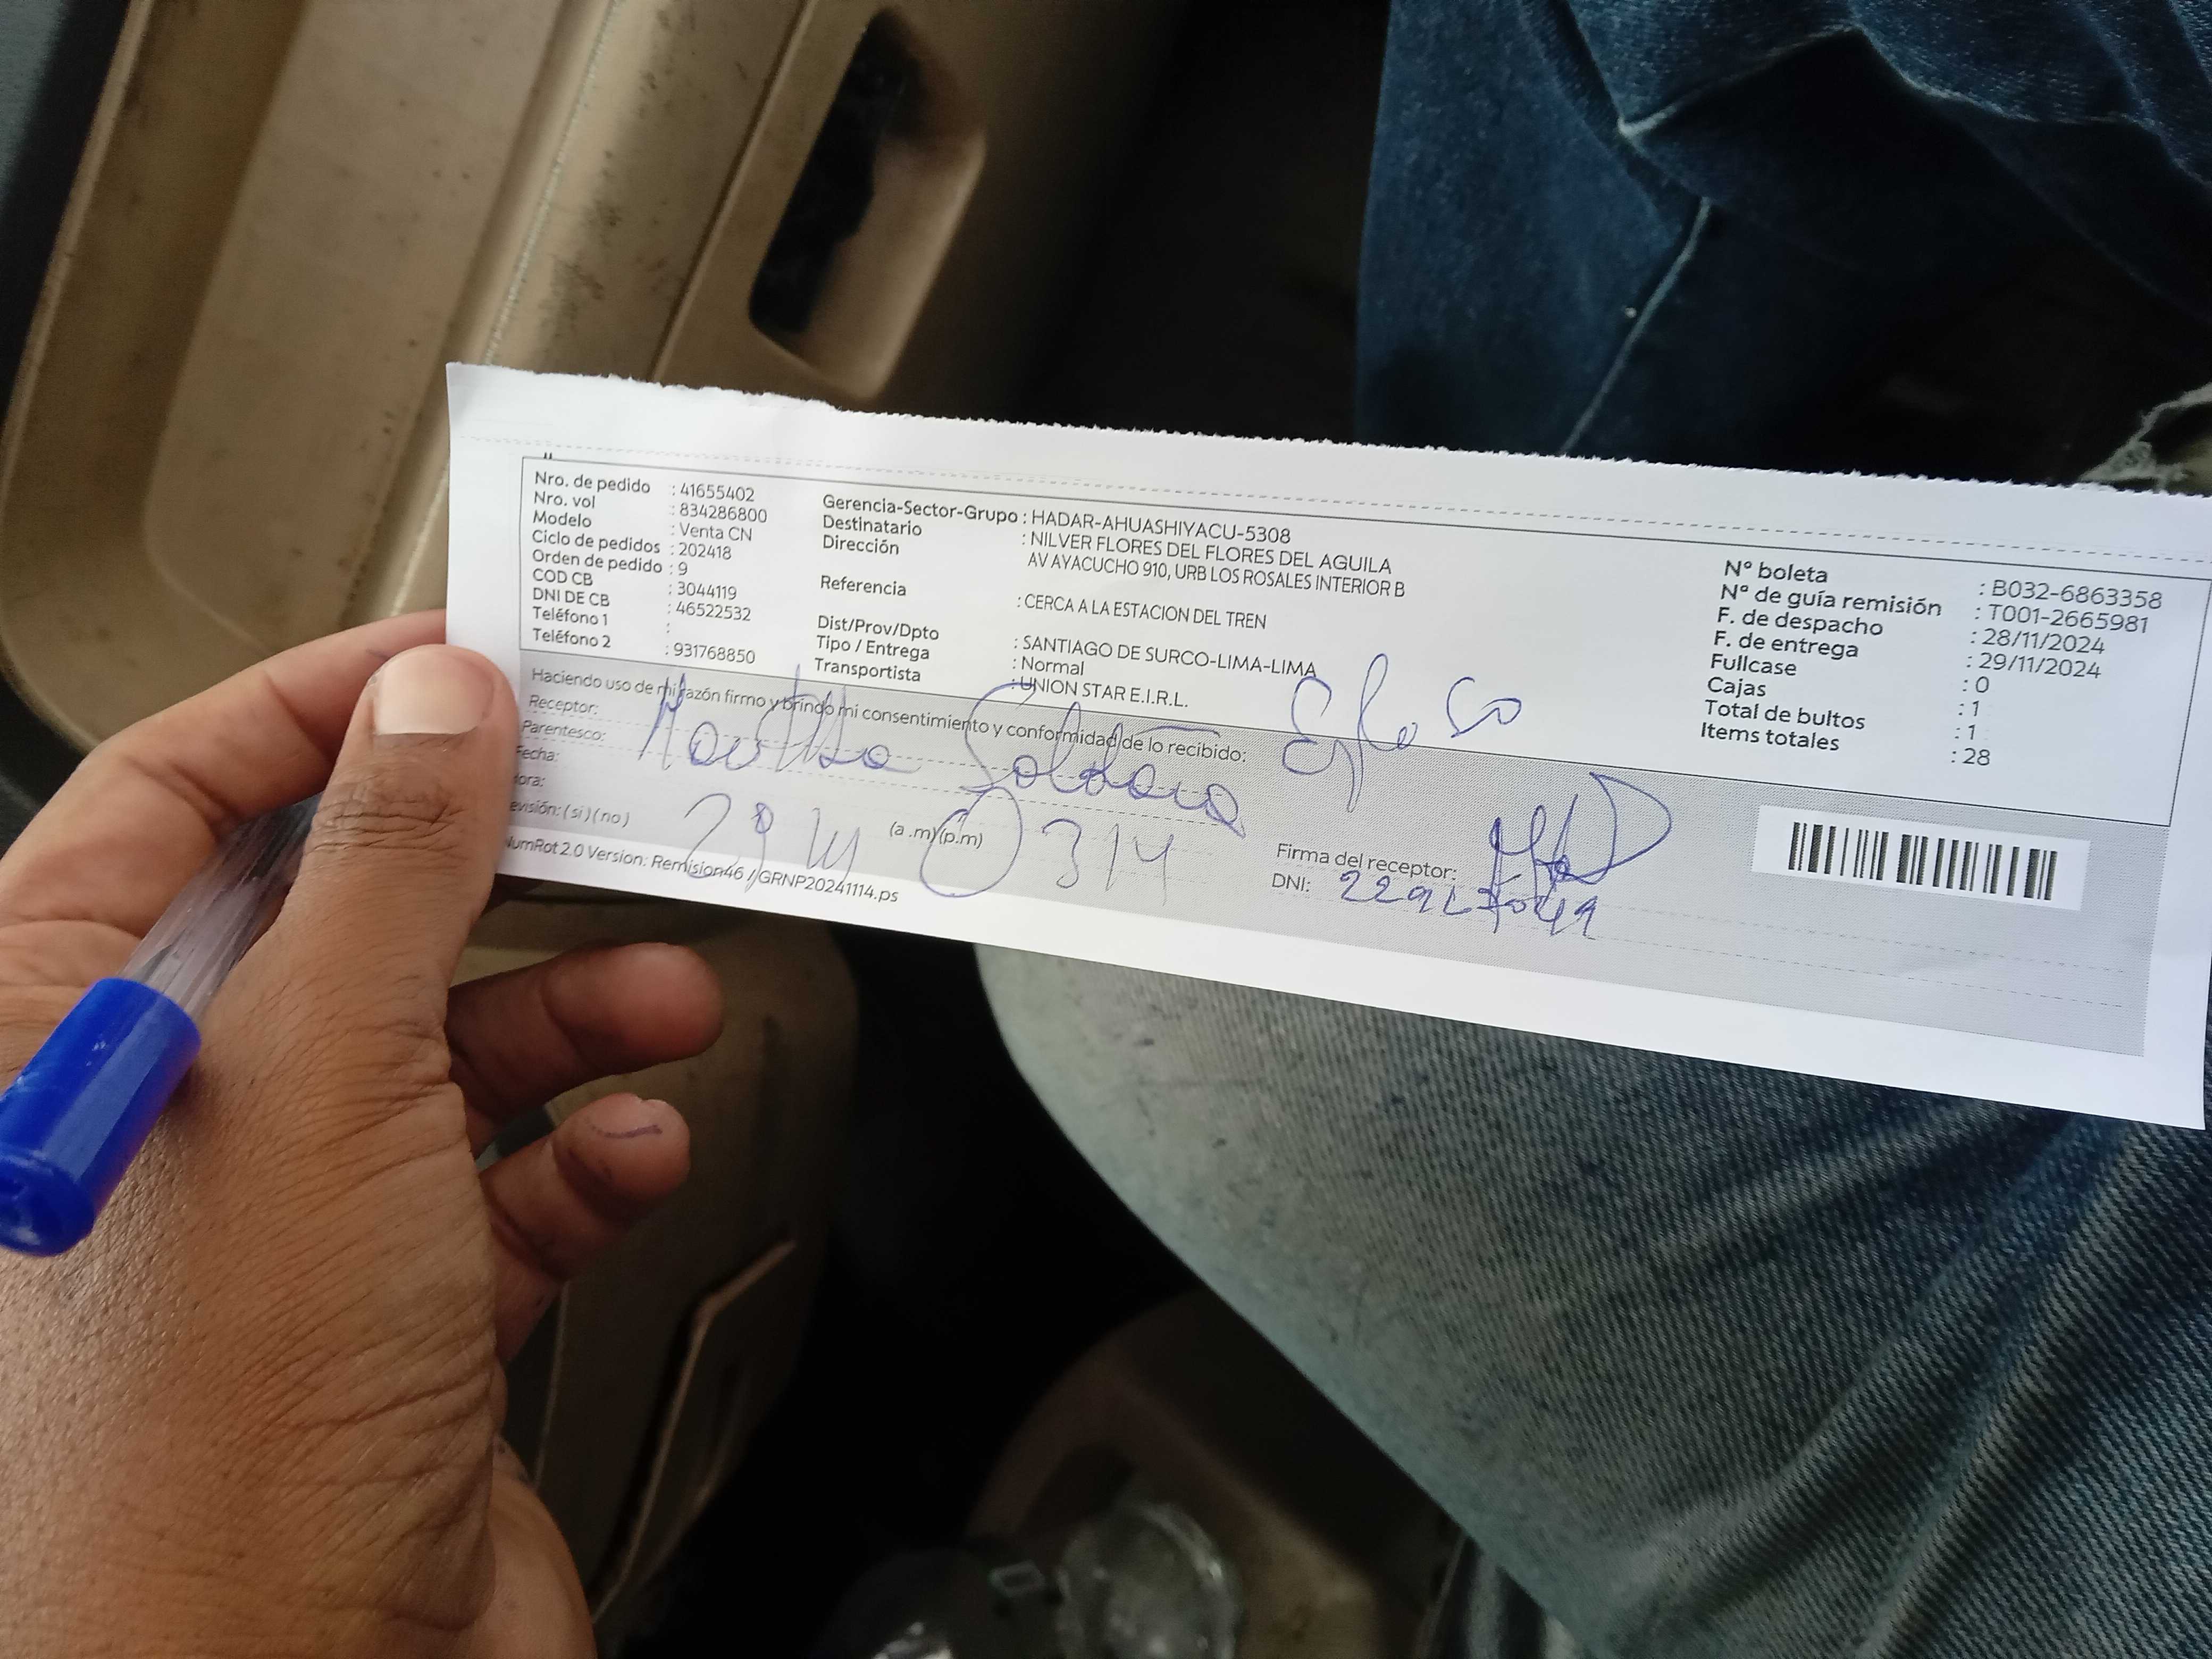 Nro. de pedido : 41655402
Nro. vol : 834286800
Modelo : Venta CN
Ciclo de pedidos : 202418
Orden de pedido : 9
COD CB : 3044119
DNI DE CB : 46522532
Teléfono 1 :
Teléfono 2 : 931768850
Gerencia-Sector-Grupo : HADAR-AHUASHIYACU-5308
Destinatario : NILVER FLORES DEL FLORES DEL AGUILA
Dirección AV AYACUCHO 910, URB LOS ROSALES INTERIOR B
Referencia : CERCA A LA ESTACION DEL TREN
Dist/Prov/Dpto : SANTIAGO DE SURCO-LIMA-LIMA
Tipo / Entrega : Normal
Transportista : UNION STAR E.I.R.L.
N° boleta : B032-6863358
N° de guía remisión : T001-2665981
F. de despacho : 28/11/2024
F. de entrega : 29/11/2024
Fullcase : 0
Cajas : 1
Total de bultos : 1
Items totales : 28
Haciendo uso de mi razón firmo y brindo mi consentimiento y conformidad de lo recibido:
Receptor:
Parentesco:
Fecha:
ora:
evisión: ( si ) ( no )
(a .m) (p.m)
314
Firma del receptor:
DNI:
NumRot 2.0 Version: Remision46 / GRNP20241114.ps